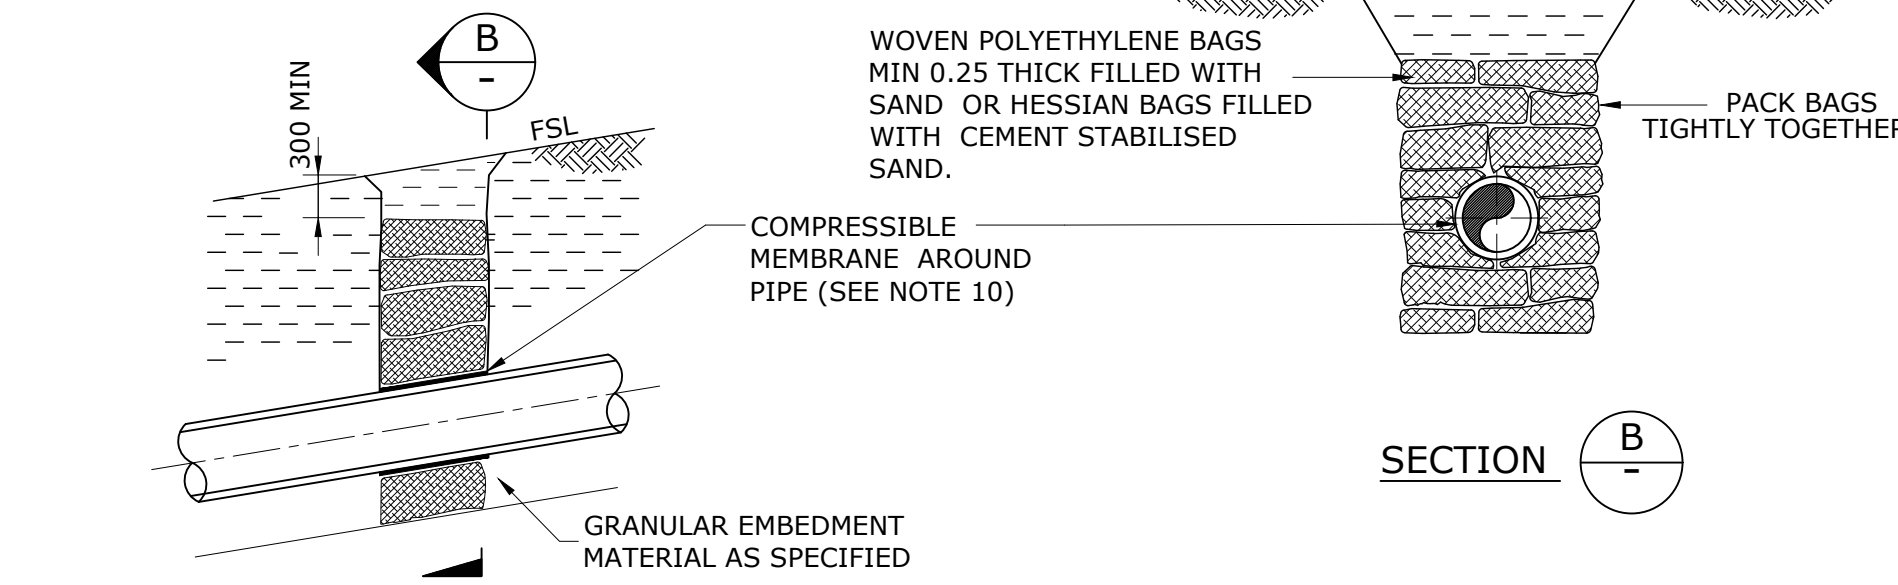 B
-
300 MIN
FSL
WOVEN POLYETHYLENE BAGS
MIN 0.25 THICK FILLED WITH
SAND OR HESSIAN BAGS FILLED
WITH CEMENT STABILISED
SAND.
PACK BAGS
TIGHTLY TOGETHER
COMPRESSIBLE
MEMBRANE AROUND
PIPE (SEE NOTE 10)
GRANULAR EMBEDMENT
MATERIAL AS SPECIFIED
SECTION
B
-